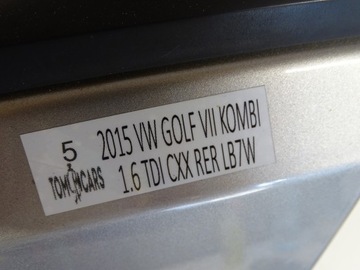 5
TOM CARS
2015 VW GOLF VII KOMBI
1.6 TDI CXX RER LB7W